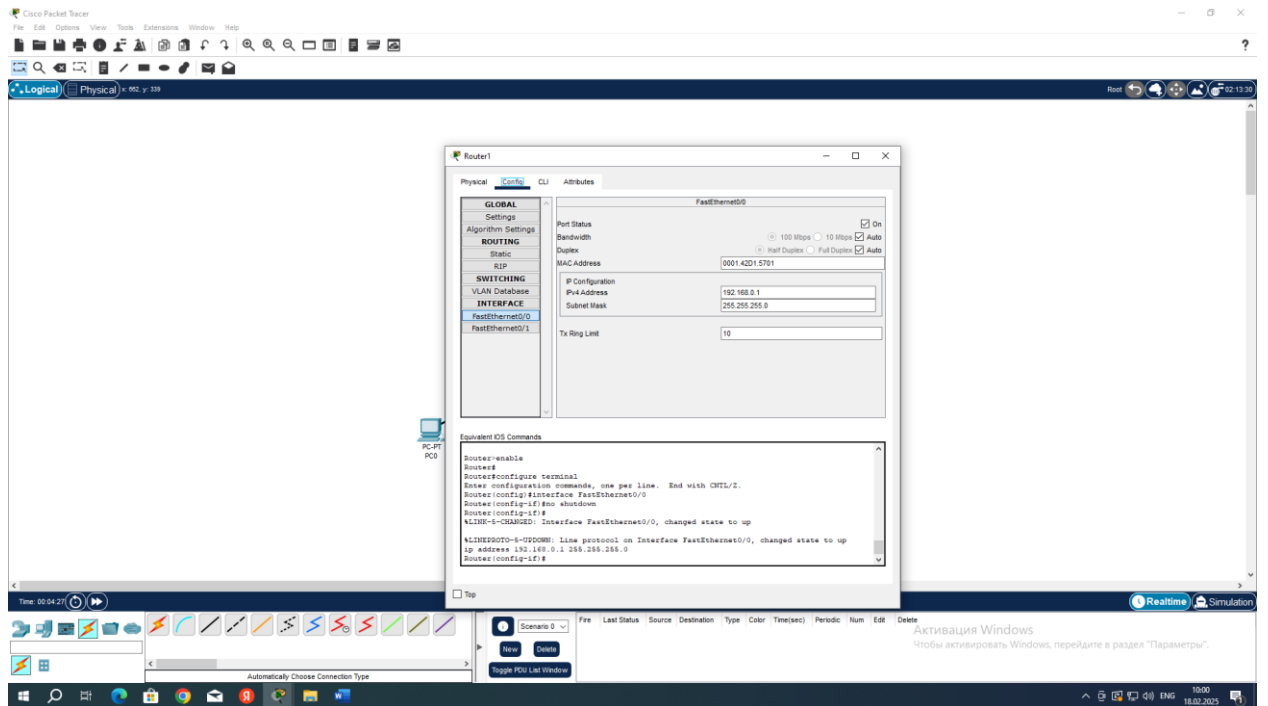 Cisco Packet Tracer
File Edit Options View Tools Extensions Window Help
?
Logical Physical x: 662, y: 339
Root 02:13:30
Router1
Physical Config CLI Attributes
GLOBAL
Settings
Algorithm Settings
ROUTING
Static
RIP
SWITCHING
VLAN Database
INTERFACE
FastEthernet0/0
FastEthernet0/1
FastEthernet0/0
Port Status On
Bandwidth 100 Mbps 10 Mbps Auto
Duplex Half Duplex Full Duplex Auto
MAC Address 0001.42D1.5701
IP Configuration
IPv4 Address 192.168.0.1
Subnet Mask 255.255.255.0
Tx Ring Limit 10
PC-PT
PC0
Equivalent IOS Commands
Router>enable
Router#
Router#configure terminal
Enter configuration commands, one per line. End with CNTL/Z.
Router(config)#interface FastEthernet0/0
Router(config-if)#no shutdown
Router(config-if)#
%LINK-5-CHANGED: Interface FastEthernet0/0, changed state to up
%LINEPROTO-5-UPDOWN: Line protocol on Interface FastEthernet0/0, changed state to up
ip address 192.168.0.1 255.255.255.0
Router(config-if)#
Top
Time: 00:04:27
Realtime Simulation
Scenario 0
New Delete
Toggle PDU List Window
Fire Last Status Source Destination Type Color Time(sec) Periodic Num Edit Delete
Активация Windows
Чтобы активировать Windows, перейдите в раздел "Параметры".
Automatically Choose Connection Type
ENG
10:00
18.02.2025